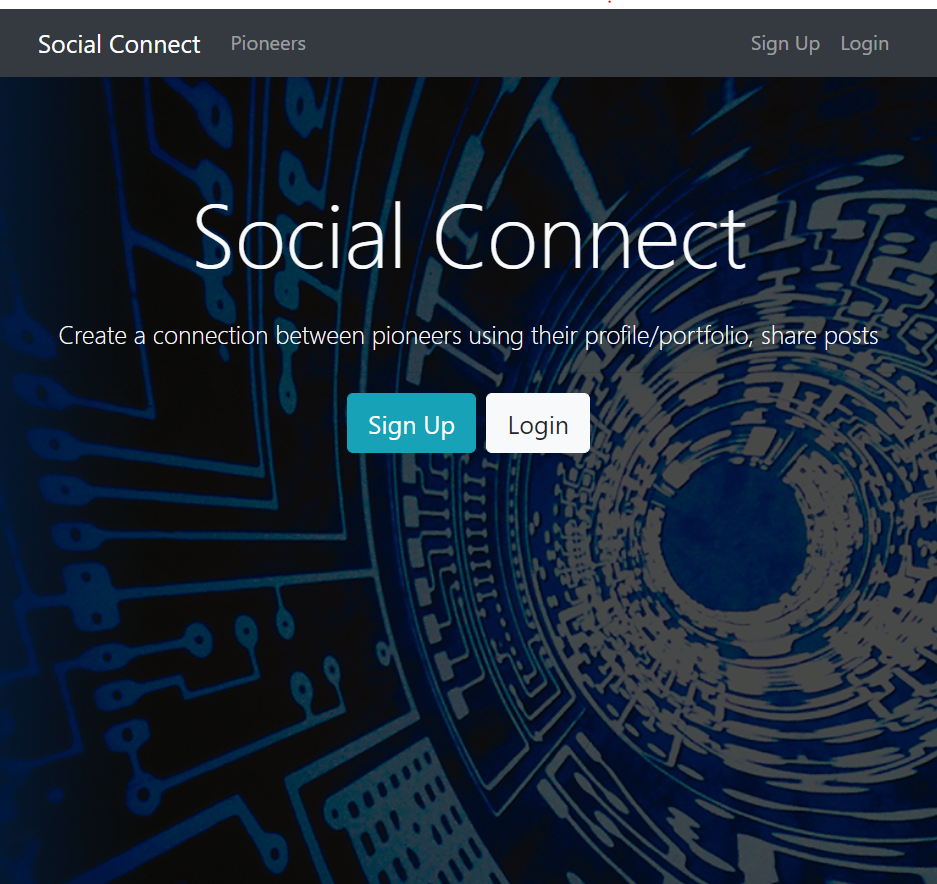 Social Connect Pioneers Sign Up Login
Social Connect
Create a connection between pioneers using their profile/portfolio, share posts
Sign Up Login